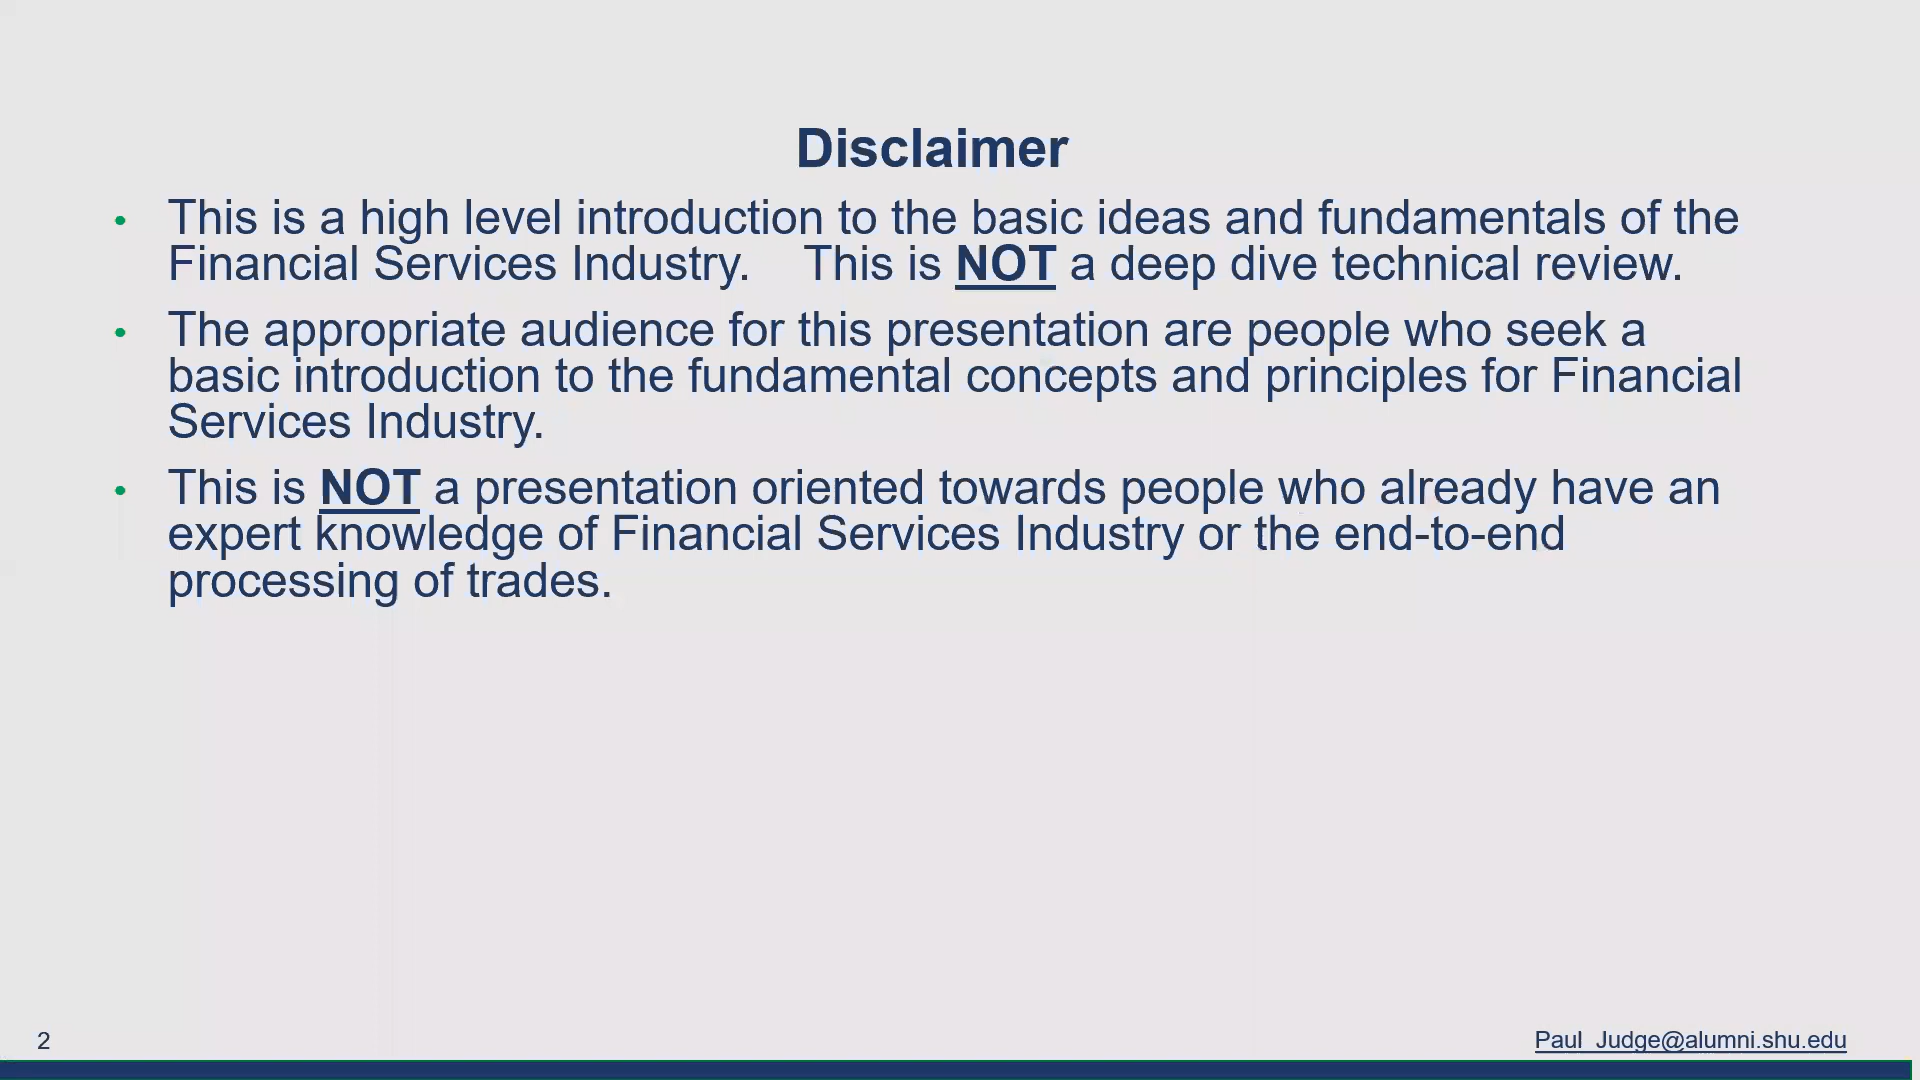 Disclaimer
• This is a high level introduction to the basic ideas and fundamentals of the
Financial Services Industry. This is NOT a deep dive technical review.
• The appropriate audience for this presentation are people who seek a
basic introduction to the fundamental concepts and principles for Financial
Services Industry.
• This is NOT a presentation oriented towards people who already have an
expert knowledge of Financial Services Industry or the end-to-end
processing of trades.
2
Paul_Judge@alumni.shu.edu